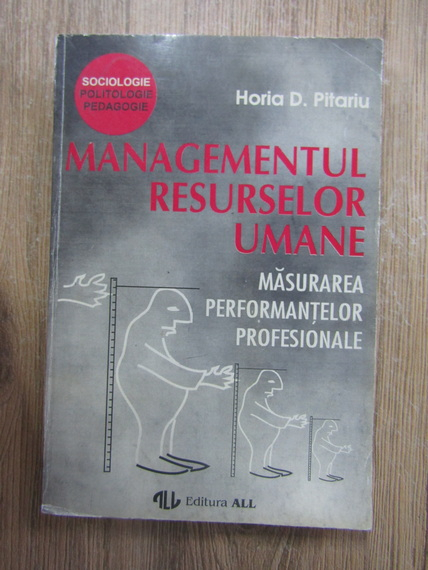 SOCIOLOGIE
POLITOLOGIE
PEDAGOGIE
Horia D. Pitariu
MANAGEMENTUL
RESURSELOR
UMANE
MĂSURAREA
PERFORMANȚELOR
PROFESIONALE
ALL Editura ALL